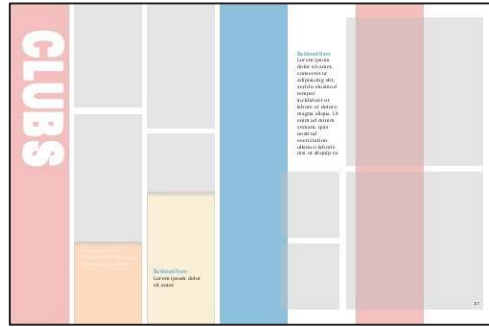 CLUBS
Subhead Here
Lorem ipsum dolor
sit amet
Subhead Here
Lorem ipsum
dolor sit amet,
consectetur
adipisicing elit,
sed do eiusmod
tempor
incididunt ut
labore et dolore
magna aliqua. Ut
enim ad minim
veniam, quis
nostrud
exercitation
ullamco laboris
nisi ut aliquip ex
27